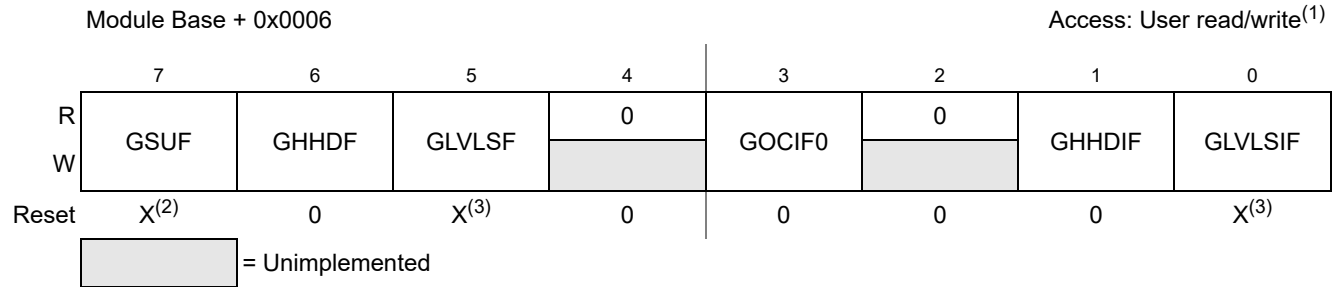 Module Base + 0x0006 Access: User read/write(1)
7 6 5 4 3 2 1 0
R GSUF GHHDF GLVLSF 0 GOCIF0 0 GHHDIF GLVLSIF
W
Reset X(2) 0 X(3) 0 0 0 0 X(3)
= Unimplemented